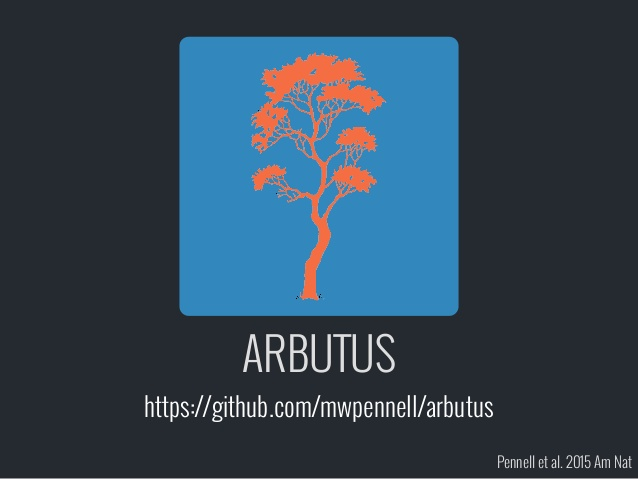 ARBUTUS
https://github.com/mwpennell/arbutus
Pennell et al. 2015 Am Nat